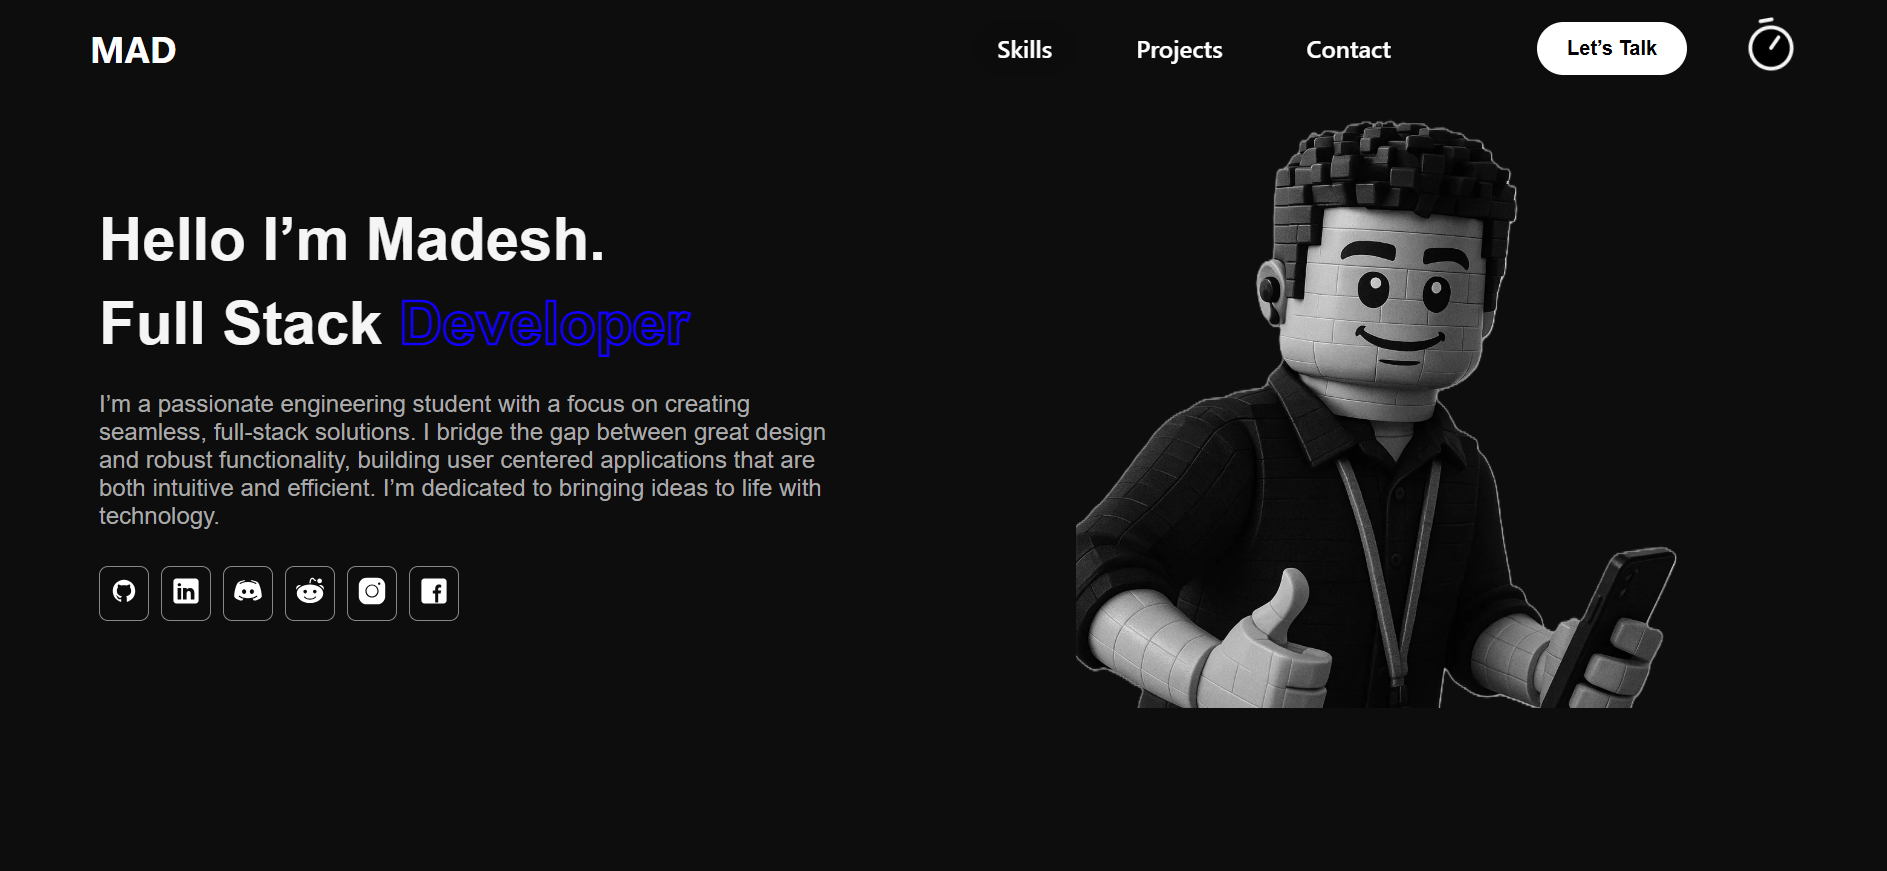 MAD
Skills
Projects
Contact
Let’s Talk
Hello I’m Madesh.
Full Stack Developer
I’m a passionate engineering student with a focus on creating
seamless, full-stack solutions. I bridge the gap between great design
and robust functionality, building user centered applications that are
both intuitive and efficient. I’m dedicated to bringing ideas to life with
technology.